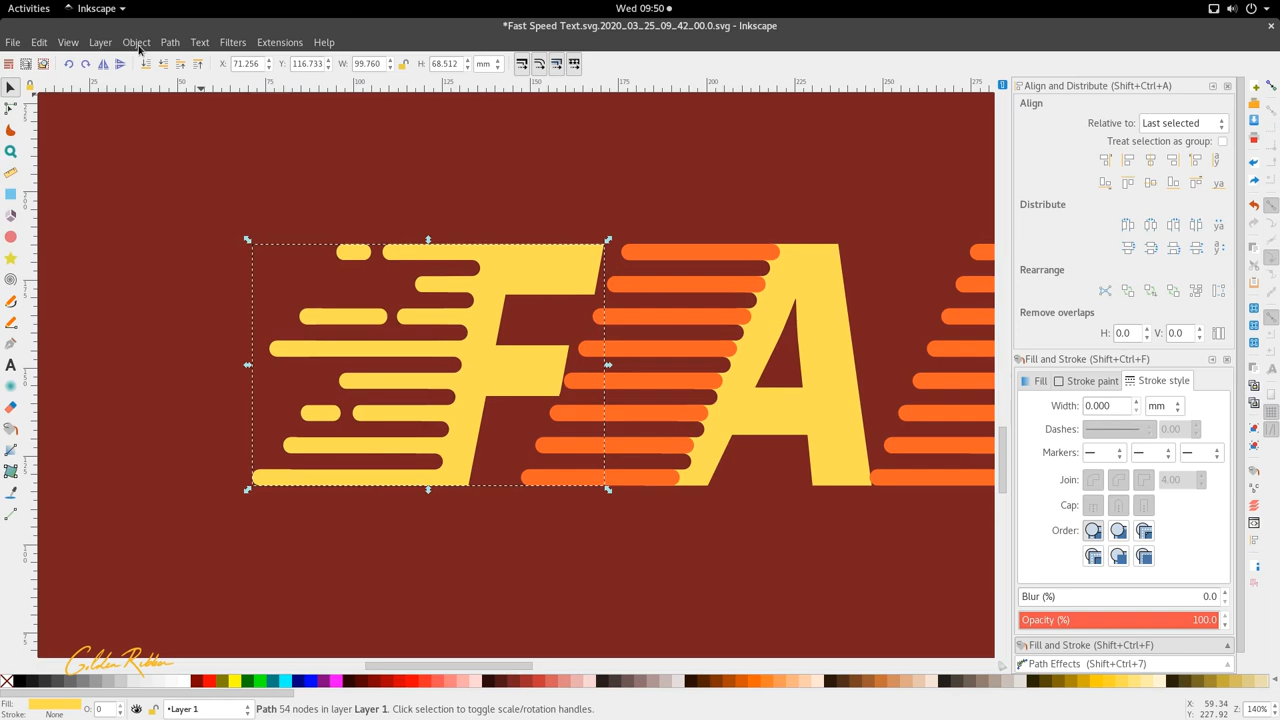 Activities Inkscape Wed 09:50
*Fast Speed Text.svg.2020_03_25_09_42_00.0.svg - Inkscape
File Edit View Layer Object Path Text Filters Extensions Help
X: 71.256 Y: 116.733 W: 99.760 H: 68.512 mm
Align and Distribute (Shift+Ctrl+A)
Align
Relative to: Last selected
Treat selection as group:
Distribute
Rearrange
Remove overlaps
H: 0.0 V: 0.0
Fill and Stroke (Shift+Ctrl+F)
Fill Stroke paint Stroke style
Width: 0.000 mm
Dashes: 0.00
Markers:
Join: 4.00
Cap:
Order:
Blur (%) 0.0
Opacity (%) 100.0
Fill and Stroke (Shift+Ctrl+F)
Path Effects (Shift+Ctrl+7)
FA
Golden Ribbon
Fill:
Stroke: None
O: 0
•Layer 1
Path 54 nodes in layer Layer 1. Click selection to toggle scale/rotation handles.
X: 59.34
Y: 227.92
Z: 140%